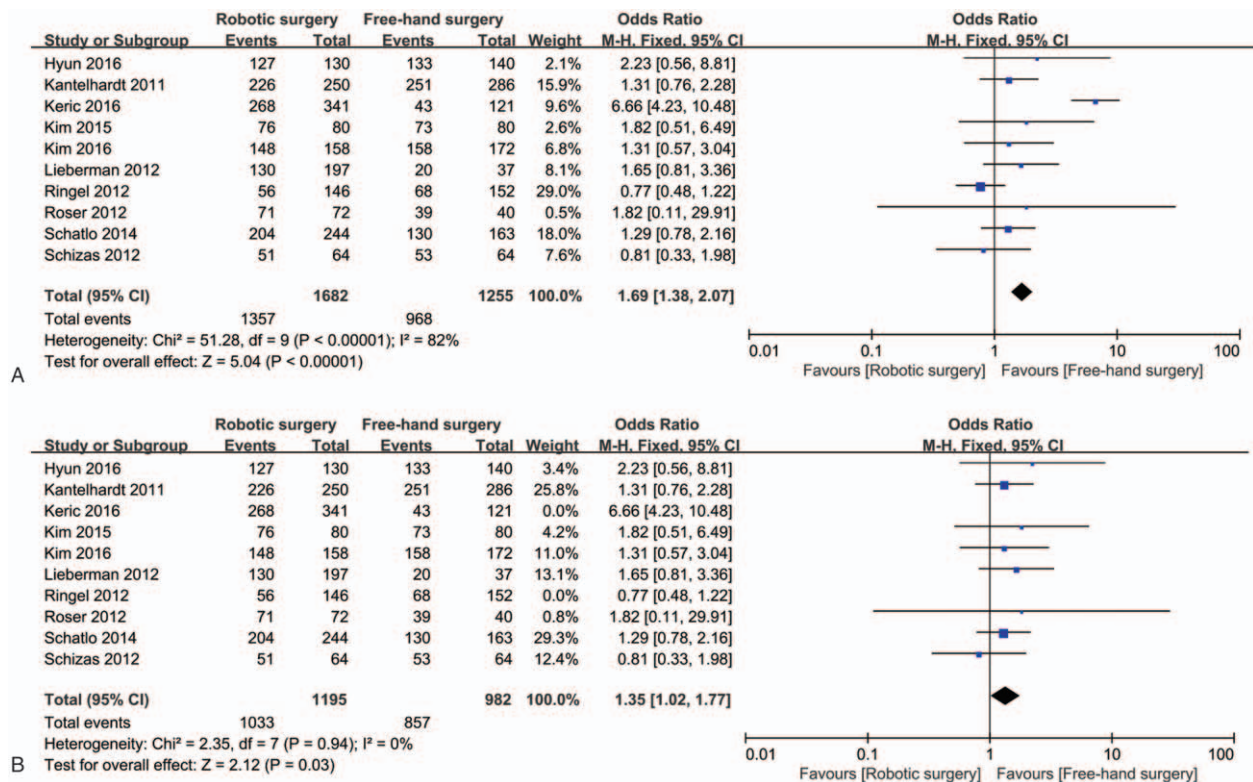 Robotic surgery Free-hand surgery Odds Ratio Odds Ratio
Study or Subgroup Events Total Events Total Weight M-H, Fixed, 95% CI M-H, Fixed, 95% CI
Hyun 2016 127 130 133 140 2.1% 2.23 [0.56, 8.81]
Kantelhardt 2011 226 250 251 286 15.9% 1.31 [0.76, 2.28]
Keric 2016 268 341 43 121 9.6% 6.66 [4.23, 10.48]
Kim 2015 76 80 73 80 2.6% 1.82 [0.51, 6.49]
Kim 2016 148 158 158 172 6.8% 1.31 [0.57, 3.04]
Lieberman 2012 130 197 20 37 8.1% 1.65 [0.81, 3.36]
Ringel 2012 56 146 68 152 29.0% 0.77 [0.48, 1.22]
Roser 2012 71 72 39 40 0.5% 1.82 [0.11, 29.91]
Schatlo 2014 204 244 130 163 18.0% 1.29 [0.78, 2.16]
Schizas 2012 51 64 53 64 7.6% 0.81 [0.33, 1.98]
Total (95% CI) 1682 1255 100.0% 1.69 [1.38, 2.07]
Total events 1357 968
Heterogeneity: Chi² = 51.28, df = 9 (P < 0.00001); I² = 82%
Test for overall effect: Z = 5.04 (P < 0.00001)
0.01 0.1 1 10 100
Favours [Robotic surgery] Favours [Free-hand surgery]
A
Robotic surgery Free-hand surgery Odds Ratio Odds Ratio
Study or Subgroup Events Total Events Total Weight M-H, Fixed, 95% CI M-H, Fixed, 95% CI
Hyun 2016 127 130 133 140 3.4% 2.23 [0.56, 8.81]
Kantelhardt 2011 226 250 251 286 25.8% 1.31 [0.76, 2.28]
Keric 2016 268 341 43 121 0.0% 6.66 [4.23, 10.48]
Kim 2015 76 80 73 80 4.2% 1.82 [0.51, 6.49]
Kim 2016 148 158 158 172 11.0% 1.31 [0.57, 3.04]
Lieberman 2012 130 197 20 37 13.1% 1.65 [0.81, 3.36]
Ringel 2012 56 146 68 152 0.0% 0.77 [0.48, 1.22]
Roser 2012 71 72 39 40 0.8% 1.82 [0.11, 29.91]
Schatlo 2014 204 244 130 163 29.3% 1.29 [0.78, 2.16]
Schizas 2012 51 64 53 64 12.4% 0.81 [0.33, 1.98]
Total (95% CI) 1195 982 100.0% 1.35 [1.02, 1.77]
Total events 1033 857
Heterogeneity: Chi² = 2.35, df = 7 (P = 0.94); I² = 0%
Test for overall effect: Z = 2.12 (P = 0.03)
0.01 0.1 1 10 100
Favours [Robotic surgery] Favours [Free-hand surgery]
B